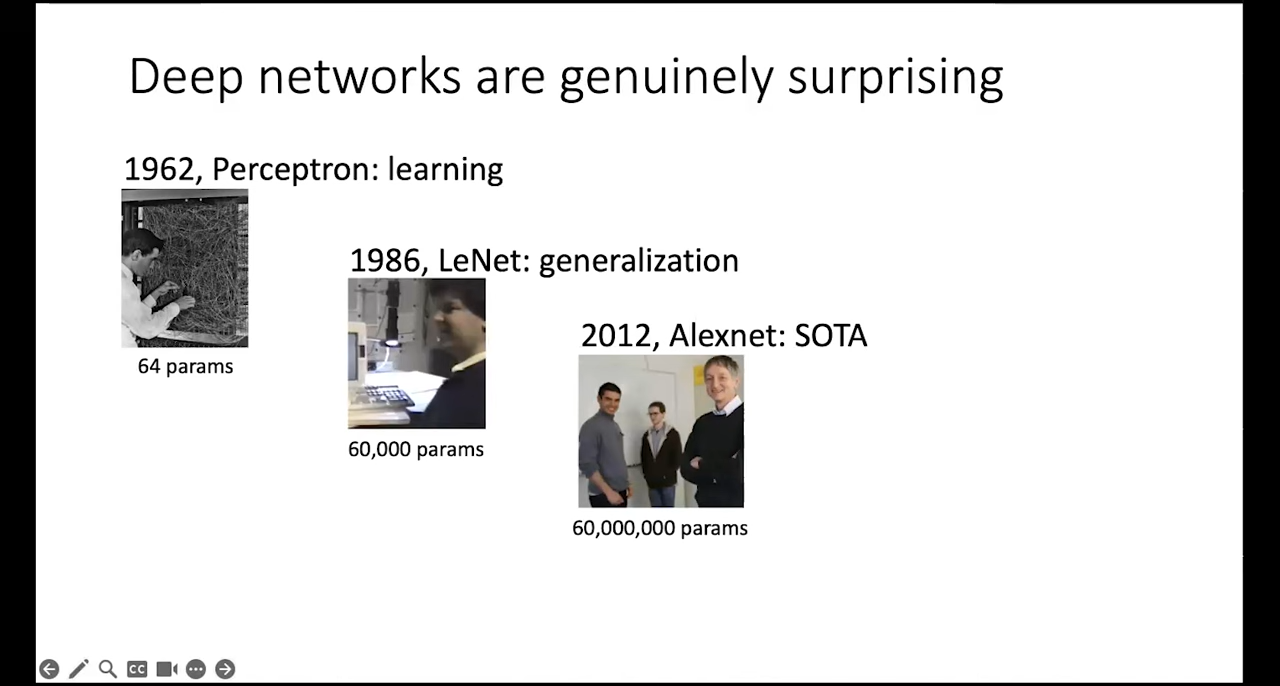 Deep networks are genuinely surprising
1962, Perceptron: learning
64 params
1986, LeNet: generalization
60,000 params
2012, Alexnet: SOTA
60,000,000 params
CC